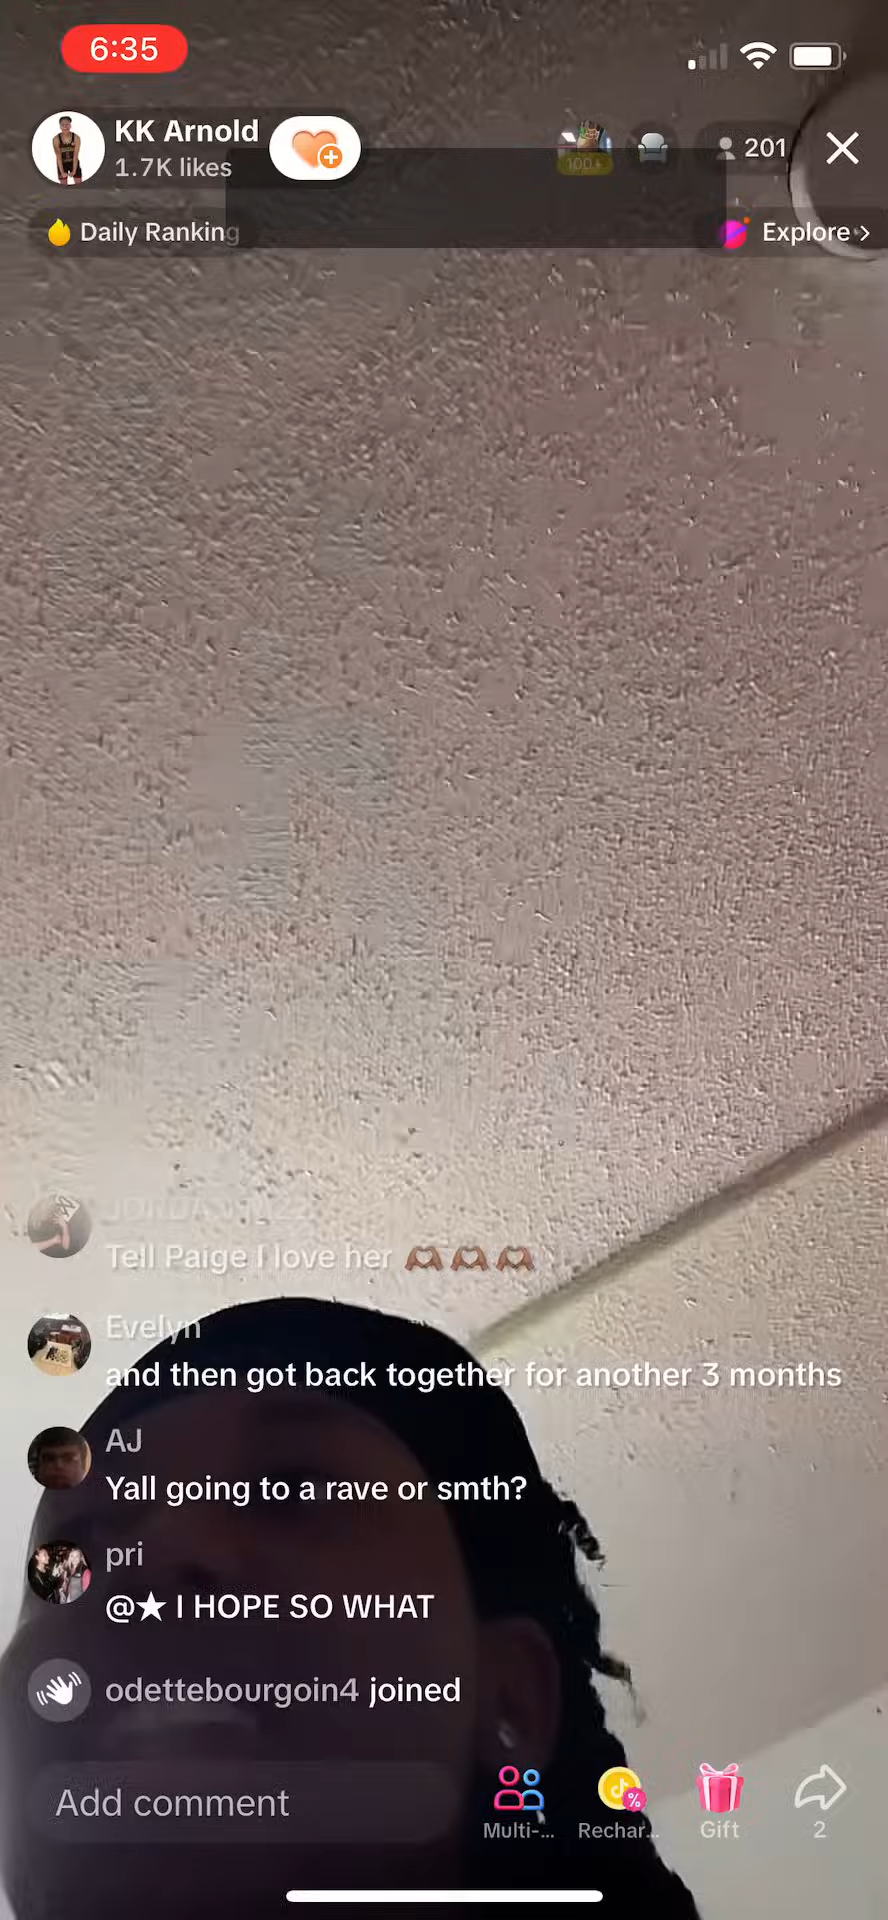 6:35
KK Arnold
1.7K likes
100+
201
Daily Ranking
Explore >
Tell Paige I love her 🫶🏾🫶🏾🫶🏾
Evelyn
and then got back together for another 3 months
AJ
Yall going to a rave or smth?
pri
@★ I HOPE SO WHAT
odettebourgoin4 joined
Add comment
Multi-...
Rechar...
Gift
2